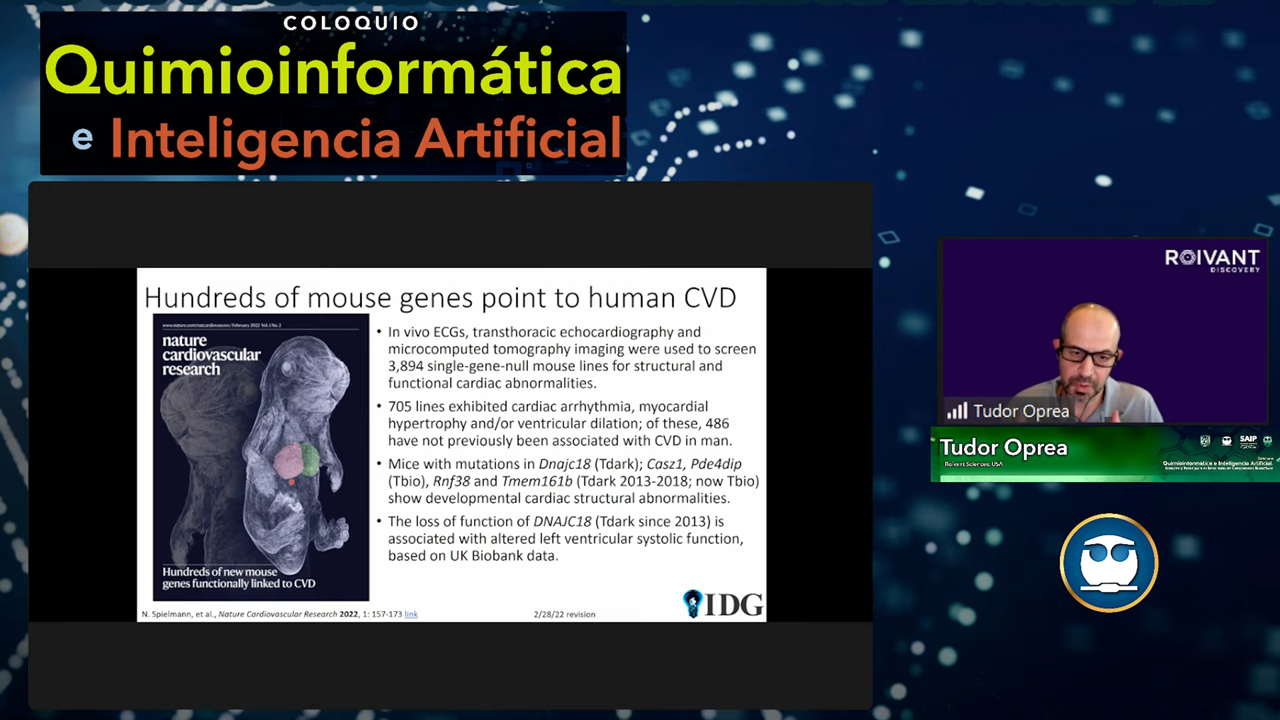 COLOQUIO
Quimioinformática
e Inteligencia Artificial
Hundreds of mouse genes point to human CVD
nature
cardiovascular
research
Hundreds of new mouse
genes functionally linked to CVD
• In vivo ECGs, transthoracic echocardiography and
microcomputed tomography imaging were used to screen
3,894 single-gene-null mouse lines for structural and
functional cardiac abnormalities.
• 705 lines exhibited cardiac arrhythmia, myocardial
hypertrophy and/or ventricular dilation; of these, 486
have not previously been associated with CVD in man.
• Mice with mutations in Dnajc18 (Tdark); Casz1, Pde4dip
(Tbio), Rnf38 and Tmem161b (Tdark 2013-2018; now Tbio)
show developmental cardiac structural abnormalities.
• The loss of function of DNAJC18 (Tdark since 2013) is
associated with altered left ventricular systolic function,
based on UK Biobank data.
N. Spielmann, et al., Nature Cardiovascular Research 2022, 1: 157-173 link
2/28/22 revision
IDG
ROIVANT
DISCOVERY
Tudor Oprea
Tudor Oprea
Roivant Sciences, USA
SAIP
Quimioinformática e Inteligencia Artificial